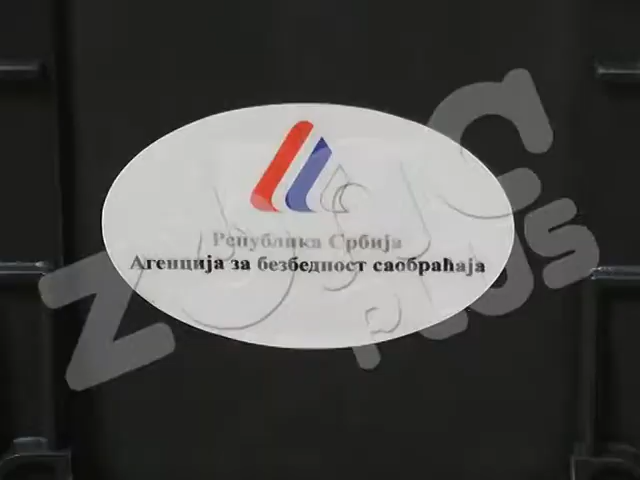 Република Србија
Агенција за безбедност саобраћаја